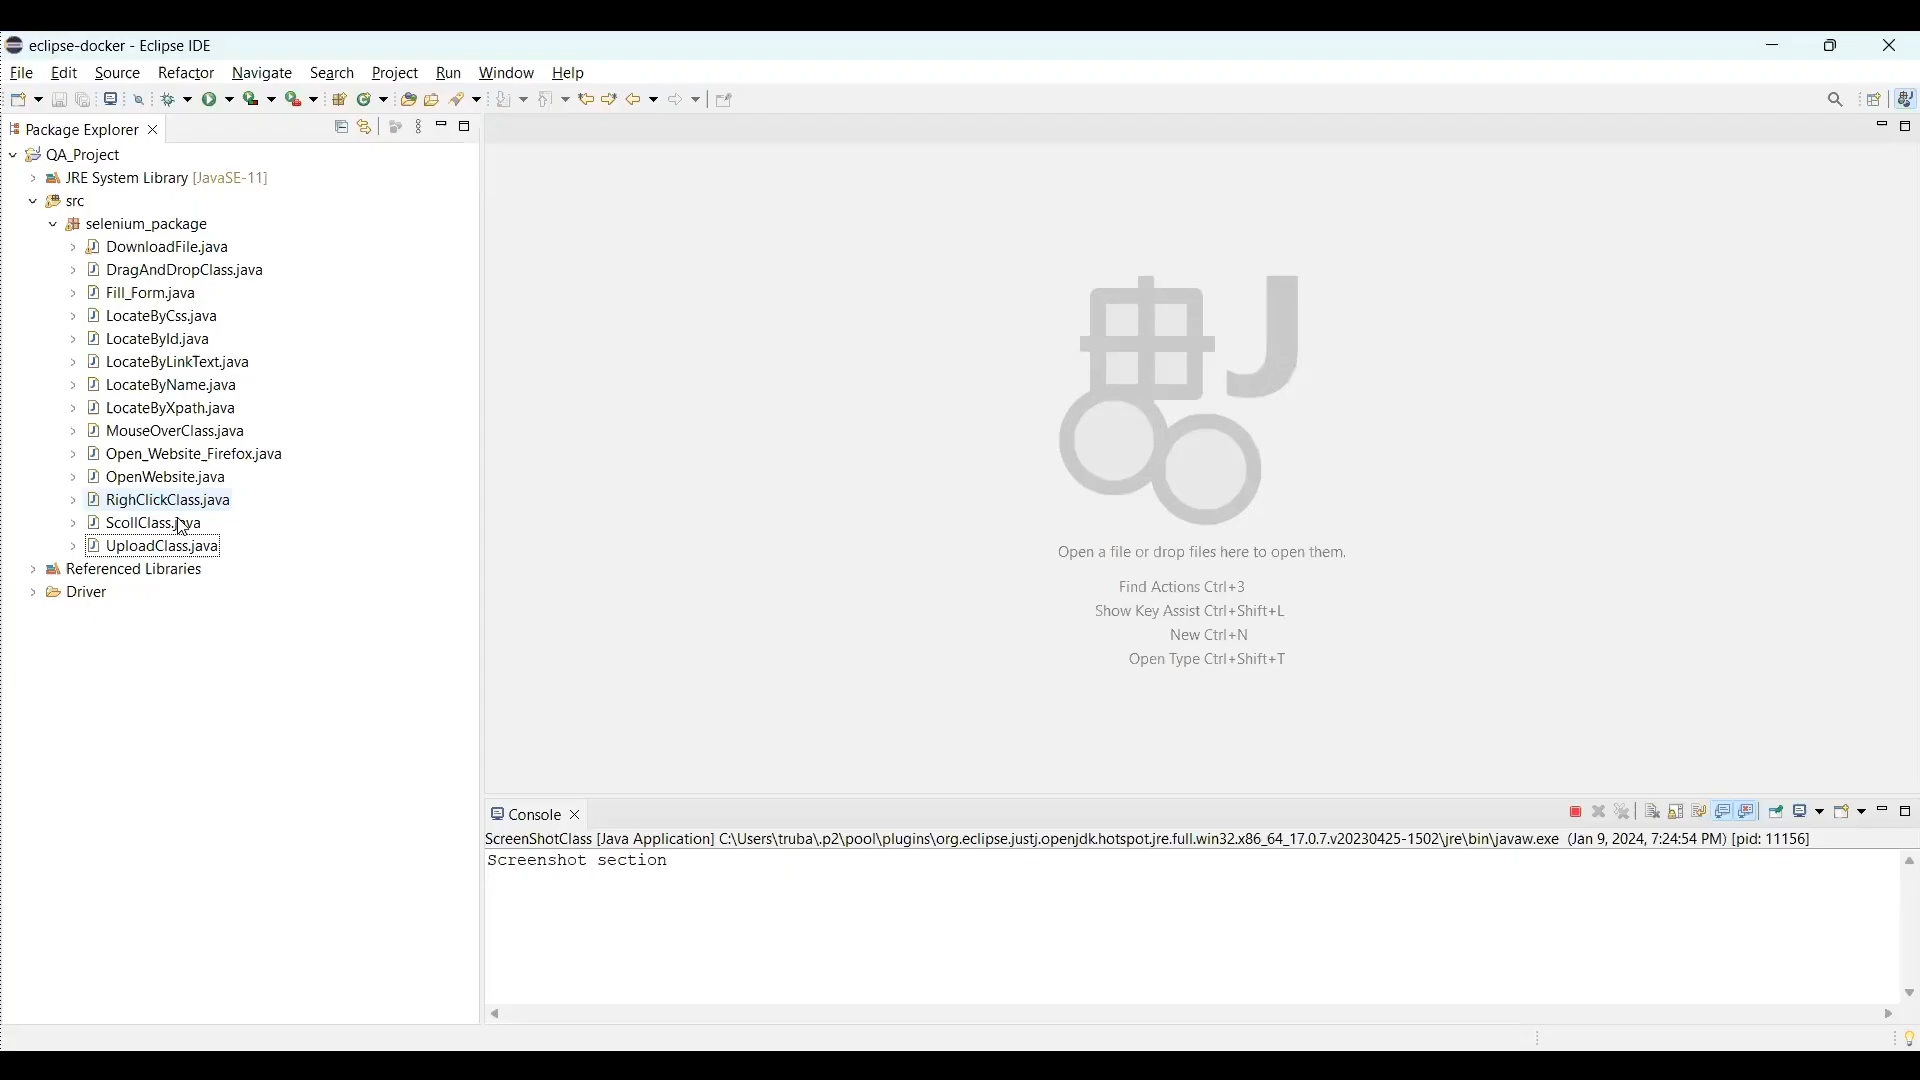 eclipse-docker - Eclipse IDE
File Edit Source Refactor Navigate Search Project Run Window Help
Package Explorer
QA_Project
JRE System Library [JavaSE-11]
src
selenium_package
DownloadFile.java
DragAndDropClass.java
Fill_Form.java
LocateByCss.java
LocateById.java
LocateByLinkText.java
LocateByName.java
LocateByXpath.java
MouseOverClass.java
Open_Website_Firefox.java
OpenWebsite.java
RighClickClass.java
ScollClass.java
UploadClass.java
Referenced Libraries
Driver
Open a file or drop files here to open them.
Find Actions Ctrl+3
Show Key Assist Ctrl+Shift+L
New Ctrl+N
Open Type Ctrl+Shift+T
Console
ScreenShotClass [Java Application] C:\Users\truba\.p2\pool\plugins\org.eclipse.justj.openjdk.hotspot.jre.full.win32.x86_64_17.0.7.v20230425-1502\jre\bin\javaw.exe (Jan 9, 2024, 7:24:54 PM) [pid: 11156]
Screenshot section